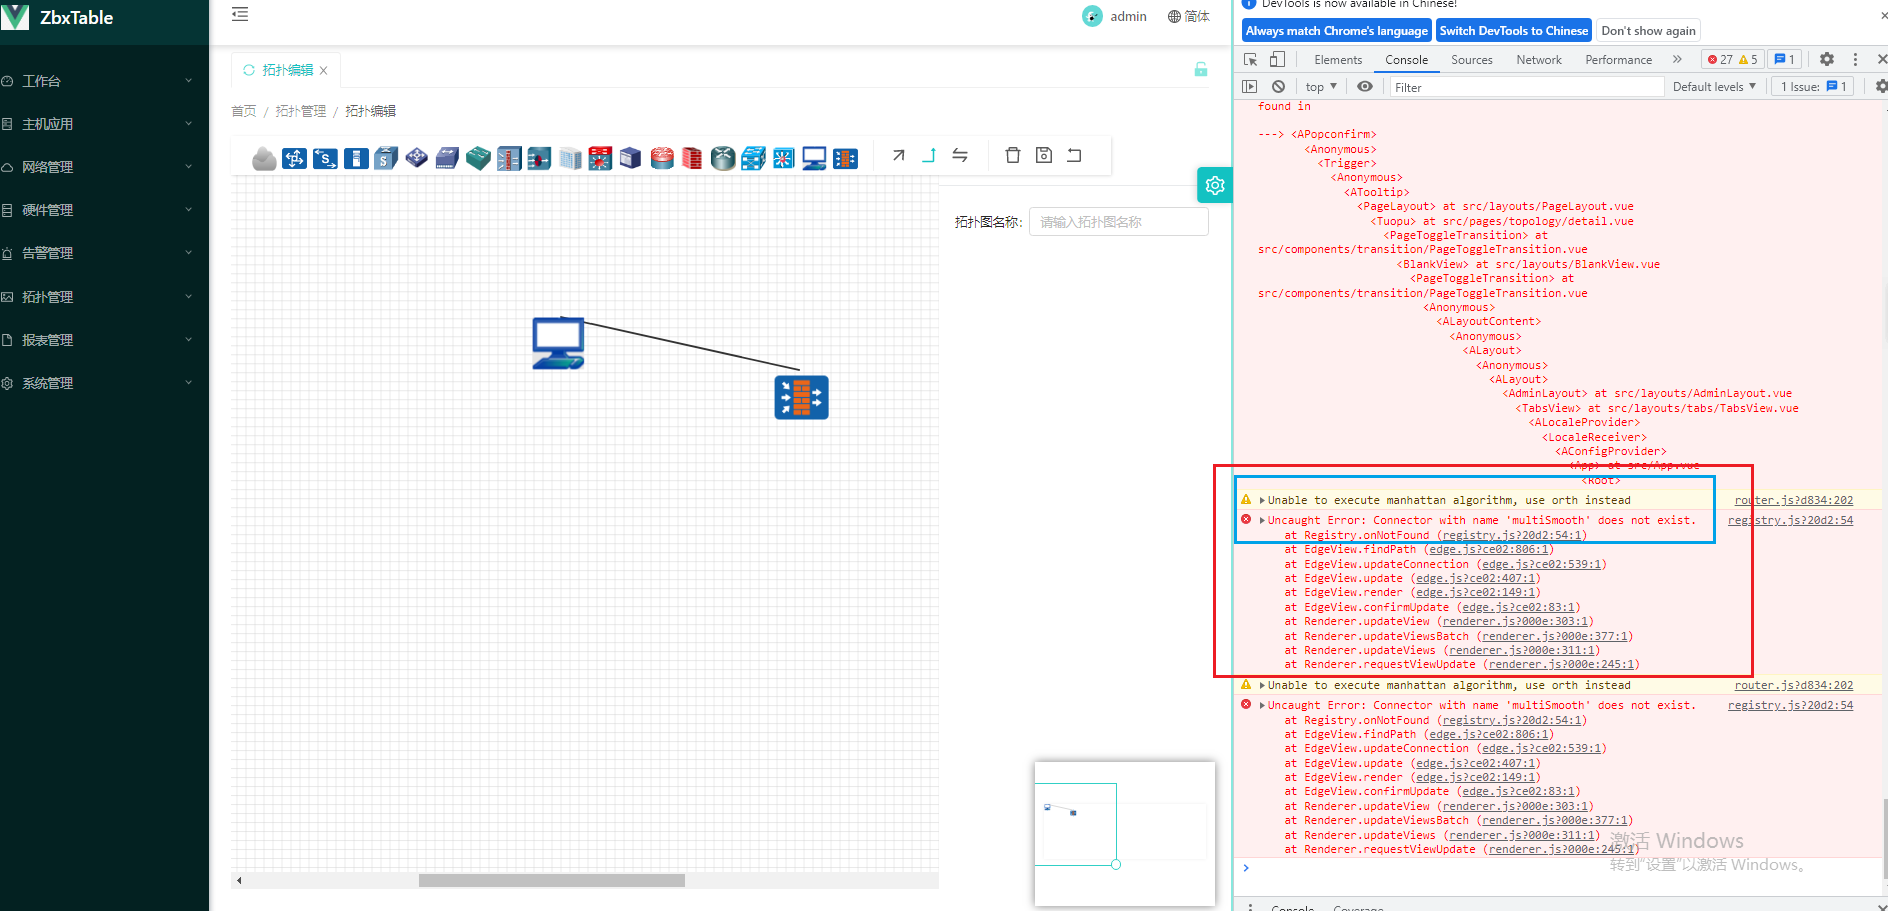 ZbxTable
工作台
主机应用
网络管理
硬件管理
告警管理
拓扑管理
报表管理
系统管理
admin
简体
拓扑编辑
首页 / 拓扑管理 / 拓扑编辑
拓扑图名称:
请输入拓扑图名称
DevTools is now available in Chinese!
Always match Chrome's language
Switch DevTools to Chinese
Don't show again
Elements
Console
Sources
Network
Performance
27
5
1
top
Filter
Default levels
1 Issue:
1
found in
---> <APopconfirm>
<Anonymous>
<Trigger>
<Anonymous>
<ATooltip>
<PageLayout> at src/layouts/PageLayout.vue
<Tuopu> at src/pages/topology/detail.vue
<PageToggleTransition> at
src/components/transition/PageToggleTransition.vue
<BlankView> at src/layouts/BlankView.vue
<PageToggleTransition> at
src/components/transition/PageToggleTransition.vue
<Anonymous>
<ALayoutContent>
<Anonymous>
<ALayout>
<Anonymous>
<ALayout>
<AdminLayout> at src/layouts/AdminLayout.vue
<TabsView> at src/layouts/tabs/TabsView.vue
<ALocaleProvider>
<LocaleReceiver>
<AConfigProvider>
<App> at src/App.vue
<Root>
Unable to execute manhattan algorithm, use orth instead router.js?d834:202
Uncaught Error: Connector with name 'multiSmooth' does not exist. registry.js?20d2:54
at Registry.onNotFound (registry.js?20d2:54:1)
at EdgeView.findPath (edge.js?ce02:806:1)
at EdgeView.updateConnection (edge.js?ce02:539:1)
at EdgeView.update (edge.js?ce02:407:1)
at EdgeView.render (edge.js?ce02:149:1)
at EdgeView.confirmUpdate (edge.js?ce02:83:1)
at Renderer.updateView (renderer.js?000e:303:1)
at Renderer.updateViewsBatch (renderer.js?000e:377:1)
at Renderer.updateViews (renderer.js?000e:311:1)
at Renderer.requestViewUpdate (renderer.js?000e:245:1)
Unable to execute manhattan algorithm, use orth instead router.js?d834:202
Uncaught Error: Connector with name 'multiSmooth' does not exist. registry.js?20d2:54
at Registry.onNotFound (registry.js?20d2:54:1)
at EdgeView.findPath (edge.js?ce02:806:1)
at EdgeView.updateConnection (edge.js?ce02:539:1)
at EdgeView.update (edge.js?ce02:407:1)
at EdgeView.render (edge.js?ce02:149:1)
at EdgeView.confirmUpdate (edge.js?ce02:83:1)
at Renderer.updateView (renderer.js?000e:303:1)
at Renderer.updateViewsBatch (renderer.js?000e:377:1)
at Renderer.updateViews (renderer.js?000e:311:1)
at Renderer.requestViewUpdate (renderer.js?000e:245:1)
激活 Windows
转到"设置"以激活 Windows。
Console
Coverage